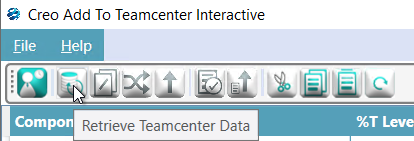 Creo Add To Teamcenter Interactive
File Help
Compon
%T Leve
Retrieve Teamcenter Data